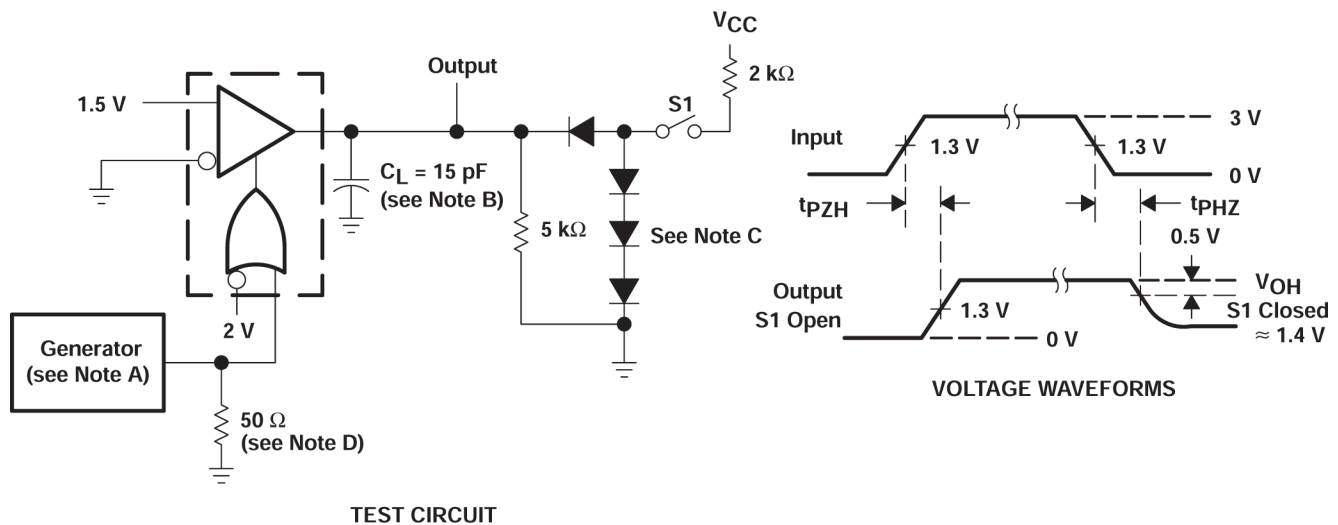 VCC
Output
2 kΩ
1.5 V
S1
CL = 15 pF
(see Note B)
5 kΩ
See Note C
2 V
Generator
(see Note A)
50 Ω
(see Note D)
TEST CIRCUIT
Input
1.3 V
1.3 V
3 V
0 V
tPZH
tPHZ
0.5 V
Output
S1 Open
1.3 V
0 V
VOH
S1 Closed
≈ 1.4 V
VOLTAGE WAVEFORMS